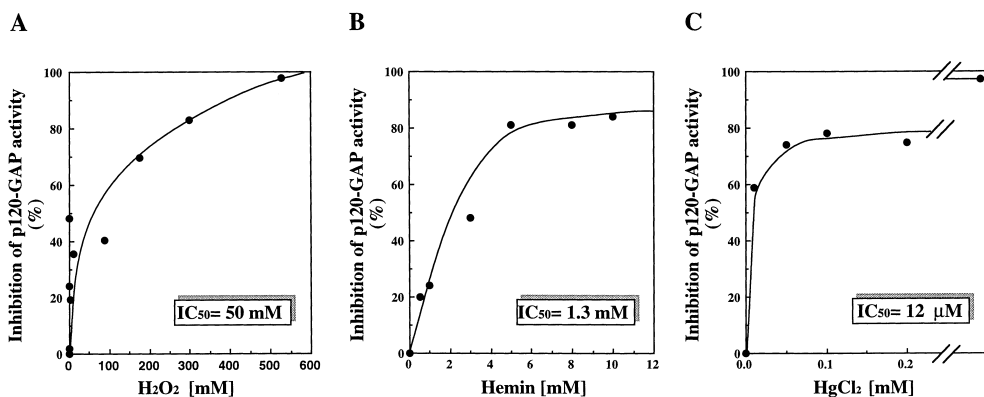 A
Inhibition of p120-GAP activity
(%)
100
80
60
40
20
0
IC50= 50 mM
0 100 200 300 400 500 600
H2O2 [mM]
B
Inhibition of p120-GAP activity
(%)
100
80
60
40
20
0
IC50= 1.3 mM
0 2 4 6 8 10 12
Hemin [mM]
C
Inhibition of p120-GAP activity
(%)
100
80
60
40
20
0
IC50= 12 μM
0.0 0.1 0.2
HgCl2 [mM]